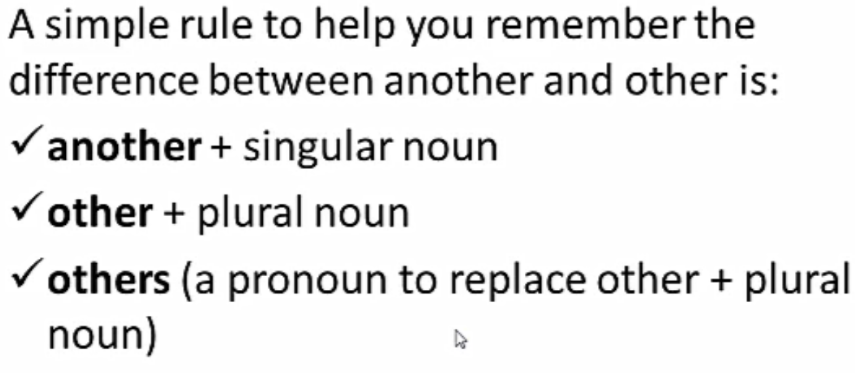 A simple rule to help you remember the
difference between another and other is:
✓ another + singular noun
✓ other + plural noun
✓ others (a pronoun to replace other + plural
noun)